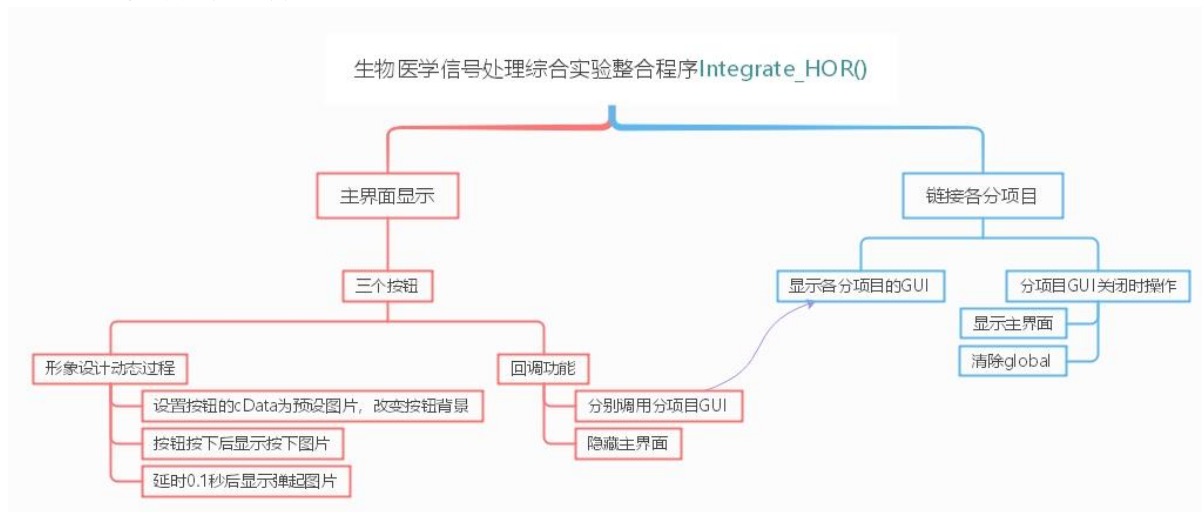 生物医学信号处理综合实验整合程序Integrate_HOR()
主界面显示
链接各分项目
三个按钮
显示各分项目的GUI
分项目GUI关闭时操作
显示主界面
清除global
形象设计动态过程
回调功能
设置按钮的cData为预设图片，改变按钮背景
分别调用分项目GUI
按钮按下后显示按下图片
隐藏主界面
延时0.1秒后显示弹起图片